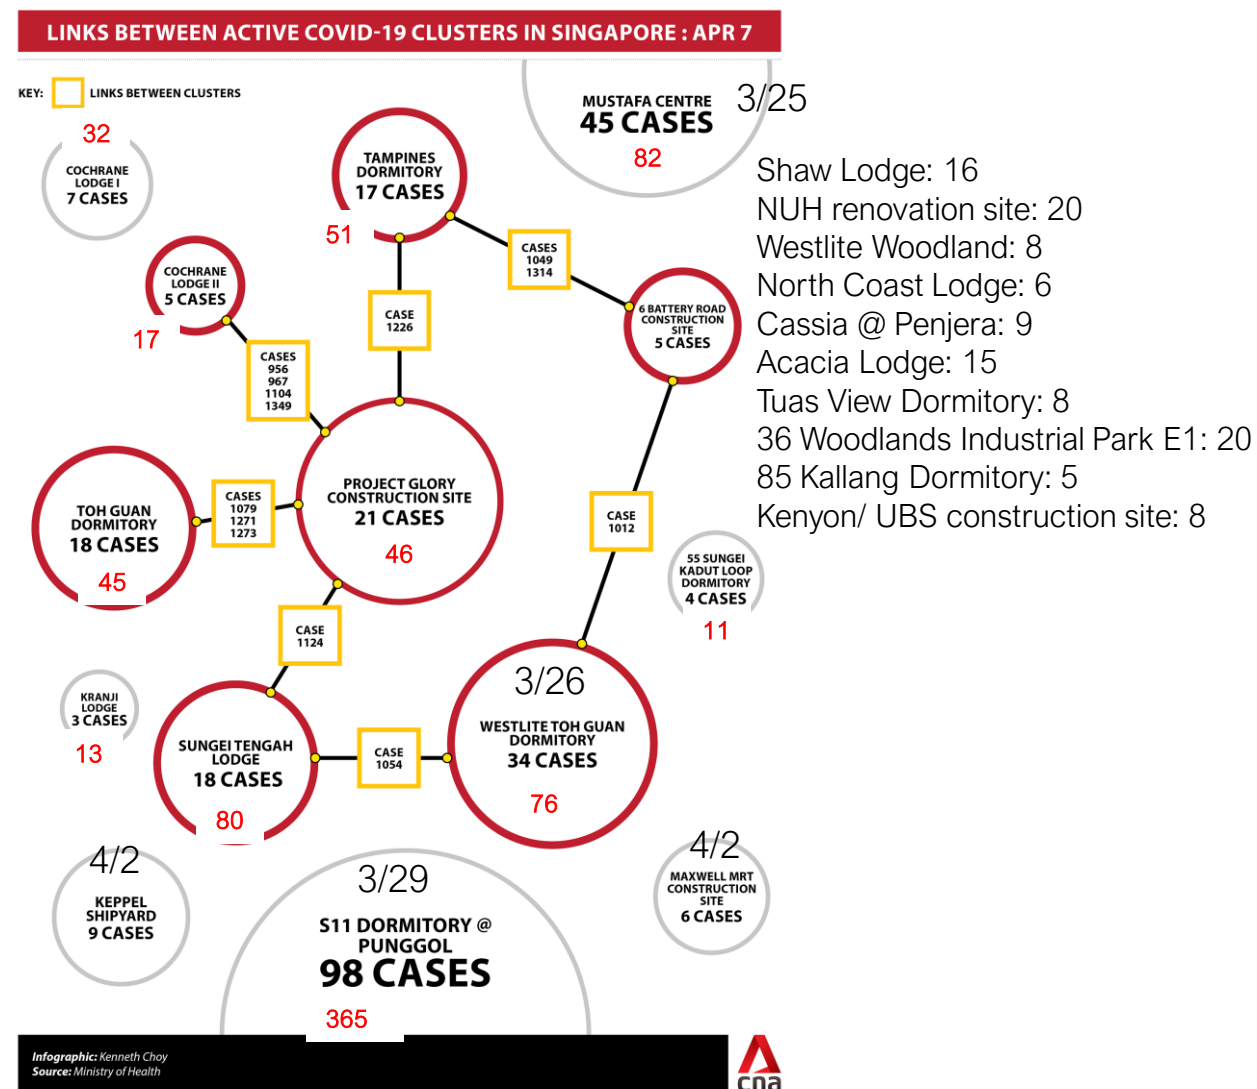 LINKS BETWEEN ACTIVE COVID-19 CLUSTERS IN SINGAPORE : APR 7
KEY:
LINKS BETWEEN CLUSTERS
32
COCHRANE
LODGE I
7 CASES
TAMPINES
DORMITORY
17 CASES
51
MUSTAFA CENTRE
45 CASES
82
3/25
COCHRANE
LODGE II
5 CASES
17
CASES
1049
1314
6 BATTERY ROAD
CONSTRUCTION
SITE
5 CASES
CASE
1226
CASES
956
967
1104
1349
TOH GUAN
DORMITORY
18 CASES
45
CASES
1079
1271
1273
PROJECT GLORY
CONSTRUCTION SITE
21 CASES
46
CASE
1012
55 SUNGEI
KADUT LOOP
DORMITORY
4 CASES
11
CASE
1124
KRANJI
LODGE
3 CASES
13
SUNGEI TENGAH
LODGE
18 CASES
80
CASE
1054
3/26
WESTLITE TOH GUAN
DORMITORY
34 CASES
76
4/2
KEPPEL
SHIPYARD
9 CASES
3/29
S11 DORMITORY @
PUNGGOL
98 CASES
365
4/2
MAXWELL MRT
CONSTRUCTION
SITE
6 CASES
Shaw Lodge: 16
NUH renovation site: 20
Westlite Woodland: 8
North Coast Lodge: 6
Cassia @ Penjera: 9
Acacia Lodge: 15
Tuas View Dormitory: 8
36 Woodlands Industrial Park E1: 20
85 Kallang Dormitory: 5
Kenyon/ UBS construction site: 8
Infographic: Kenneth Choy
Source: Ministry of Health
cna